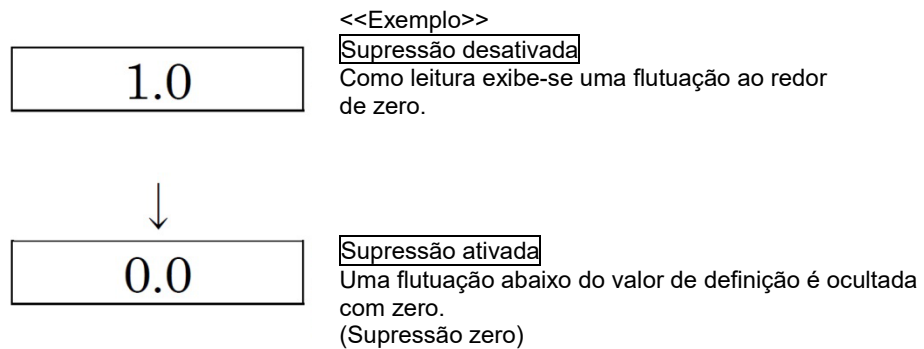 <<Exemplo>>
Supressão desativada
1.0
Como leitura exibe-se uma flutuação ao redor
de zero.
↓
Supressão ativada
0.0
Uma flutuação abaixo do valor de definição é ocultada
com zero.
(Supressão zero)